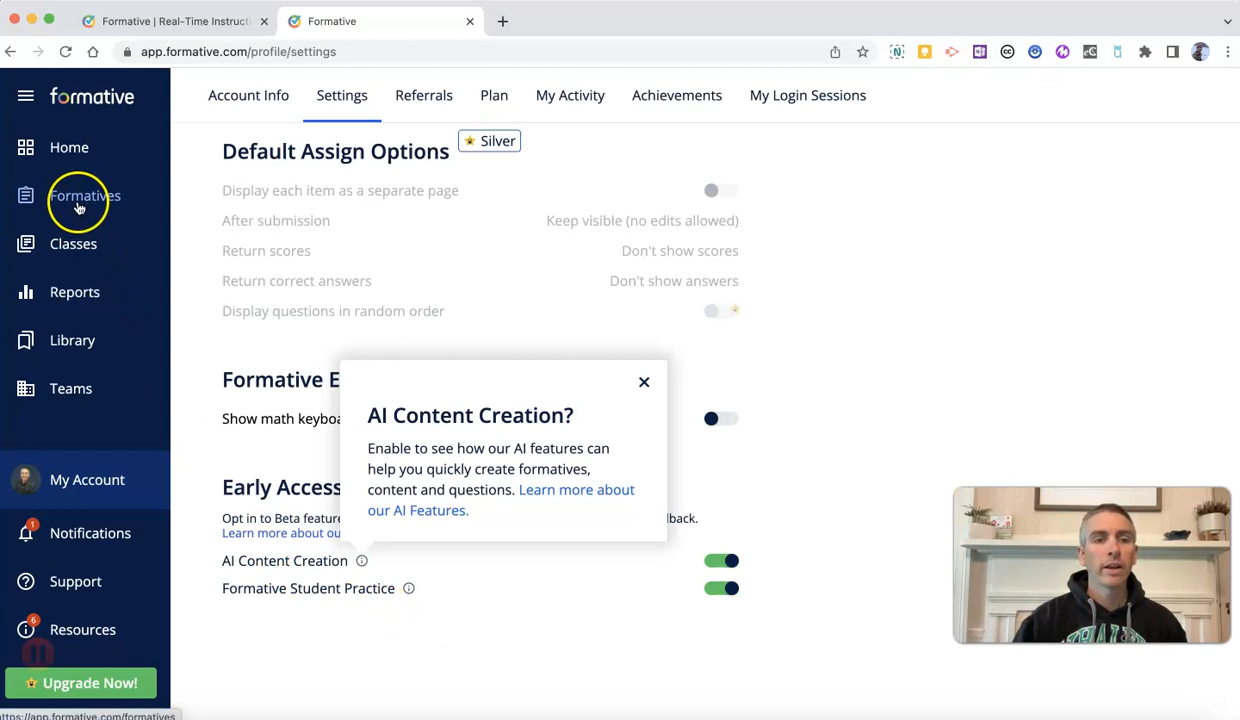 Formative | Real-Time Instructi
Formative
app.formative.com/profile/settings
formative
Home
Formatives
Classes
Reports
Library
Teams
My Account
Notifications
1
Support
Resources
6
Upgrade Now!
https://app.formative.com/formatives
Account Info Settings Referrals Plan My Activity Achievements My Login Sessions
Default Assign Options Silver
Display each item as a separate page
After submission Keep visible (no edits allowed)
Return scores Don't show scores
Return correct answers Don't show answers
Display questions in random order
Formative E
Show math keyboa
AI Content Creation?
Enable to see how our AI features can
help you quickly create formatives,
content and questions. Learn more about
our AI Features.
Early Access
Opt in to Beta feature lback.
Learn more about ou
AI Content Creation
Formative Student Practice